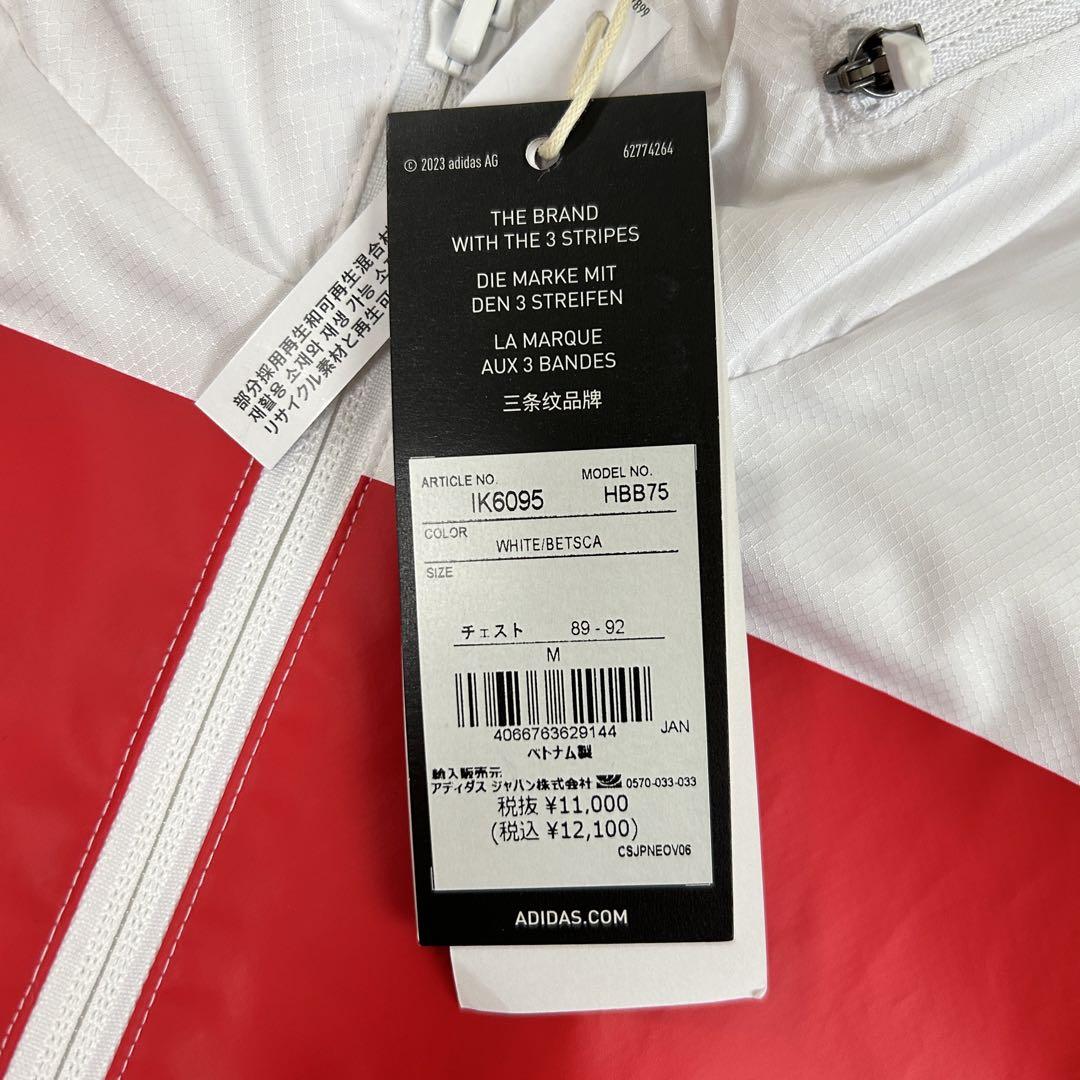 © 2023 adidas AG
62774264
THE BRAND
WITH THE 3 STRIPES
DIE MARKE MIT
DEN 3 STREIFEN
LA MARQUE
AUX 3 BANDES
三条纹品牌
部分採用再生和可再生混合材
재활용 소재와 재생 가능 소
リサイクル素材と再生可
ARTICLE NO.
MODEL NO.
IK6095
HBB75
COLOR
WHITE/BETSCA
SIZE
チェスト 89 - 92
M
4066763629144
JAN
ベトナム製
輸入販売元
アディダス ジャパン株式会社 0570-033-033
税抜 ¥11,000
(税込 ¥12,100)
CSJPNEOV06
ADIDAS.COM